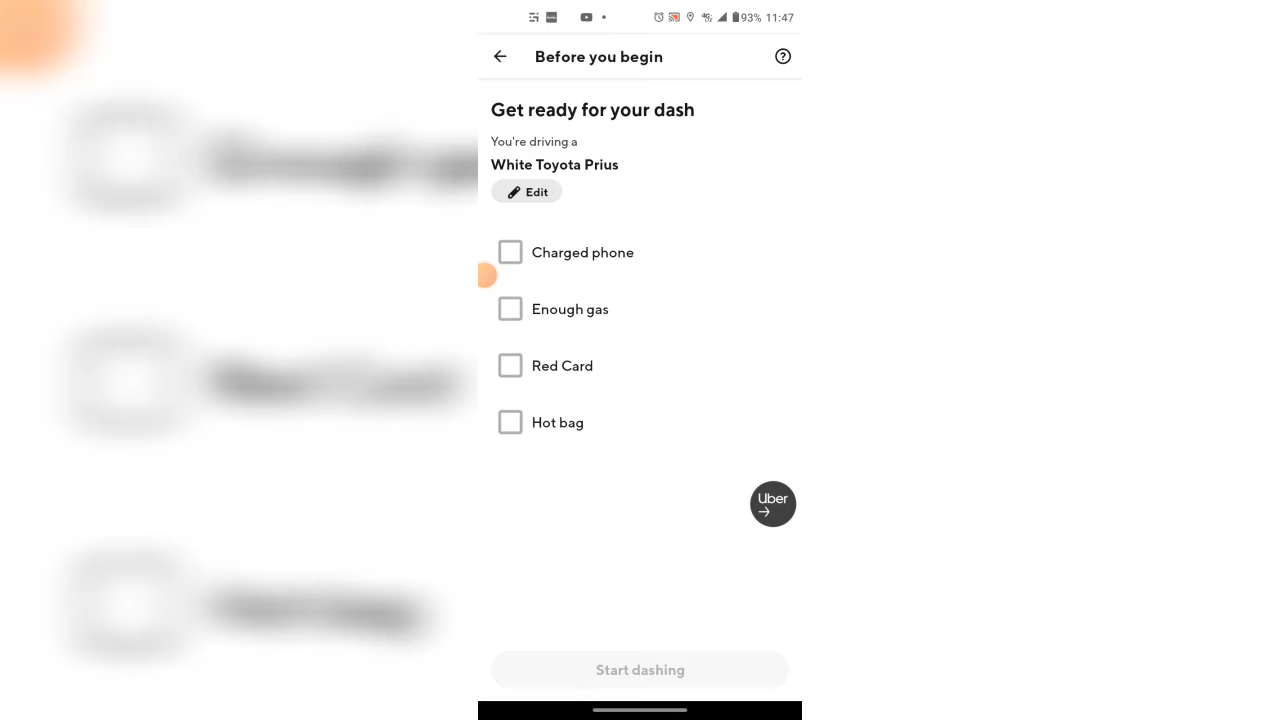 93% 11:47
Before you begin
Get ready for your dash
You're driving a
White Toyota Prius
Edit
Charged phone
Enough gas
Red Card
Hot bag
Uber
Start dashing